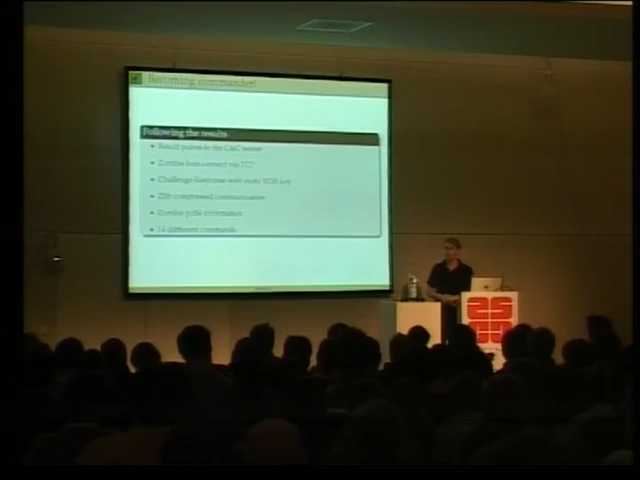 Becoming commander!
Following the results
Result points to the C&C server
Zombie bots connect via TCP
Challenge-Response with static XOR key
Zlib compressed communication
Zombie pulls information
14 different commands